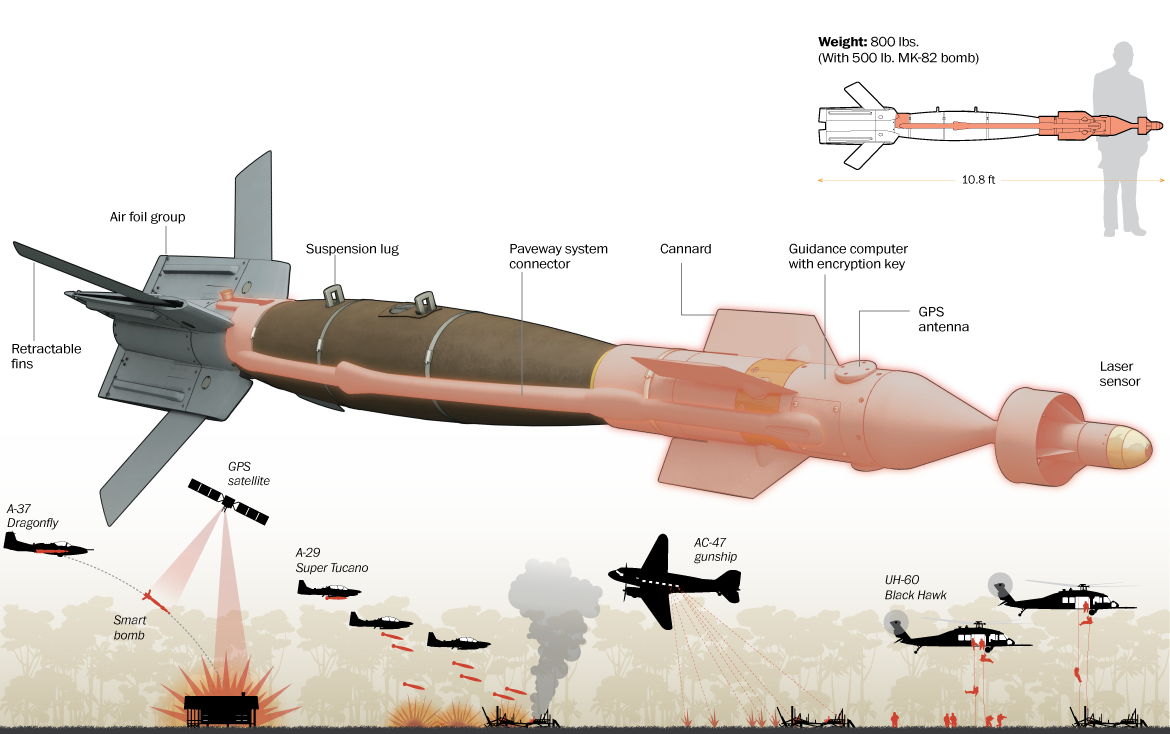 Weight: 800 lbs.
(With 500 lb. MK-82 bomb)
10.8 ft
Air foil group
Suspension lug
Paveway system
connector
Cannard
Guidance computer
with encryption key
GPS
antenna
Retractable
fins
Laser
sensor
GPS
satellite
A-37
Dragonfly
Smart
bomb
A-29
Super Tucano
AC-47
gunship
UH-60
Black Hawk